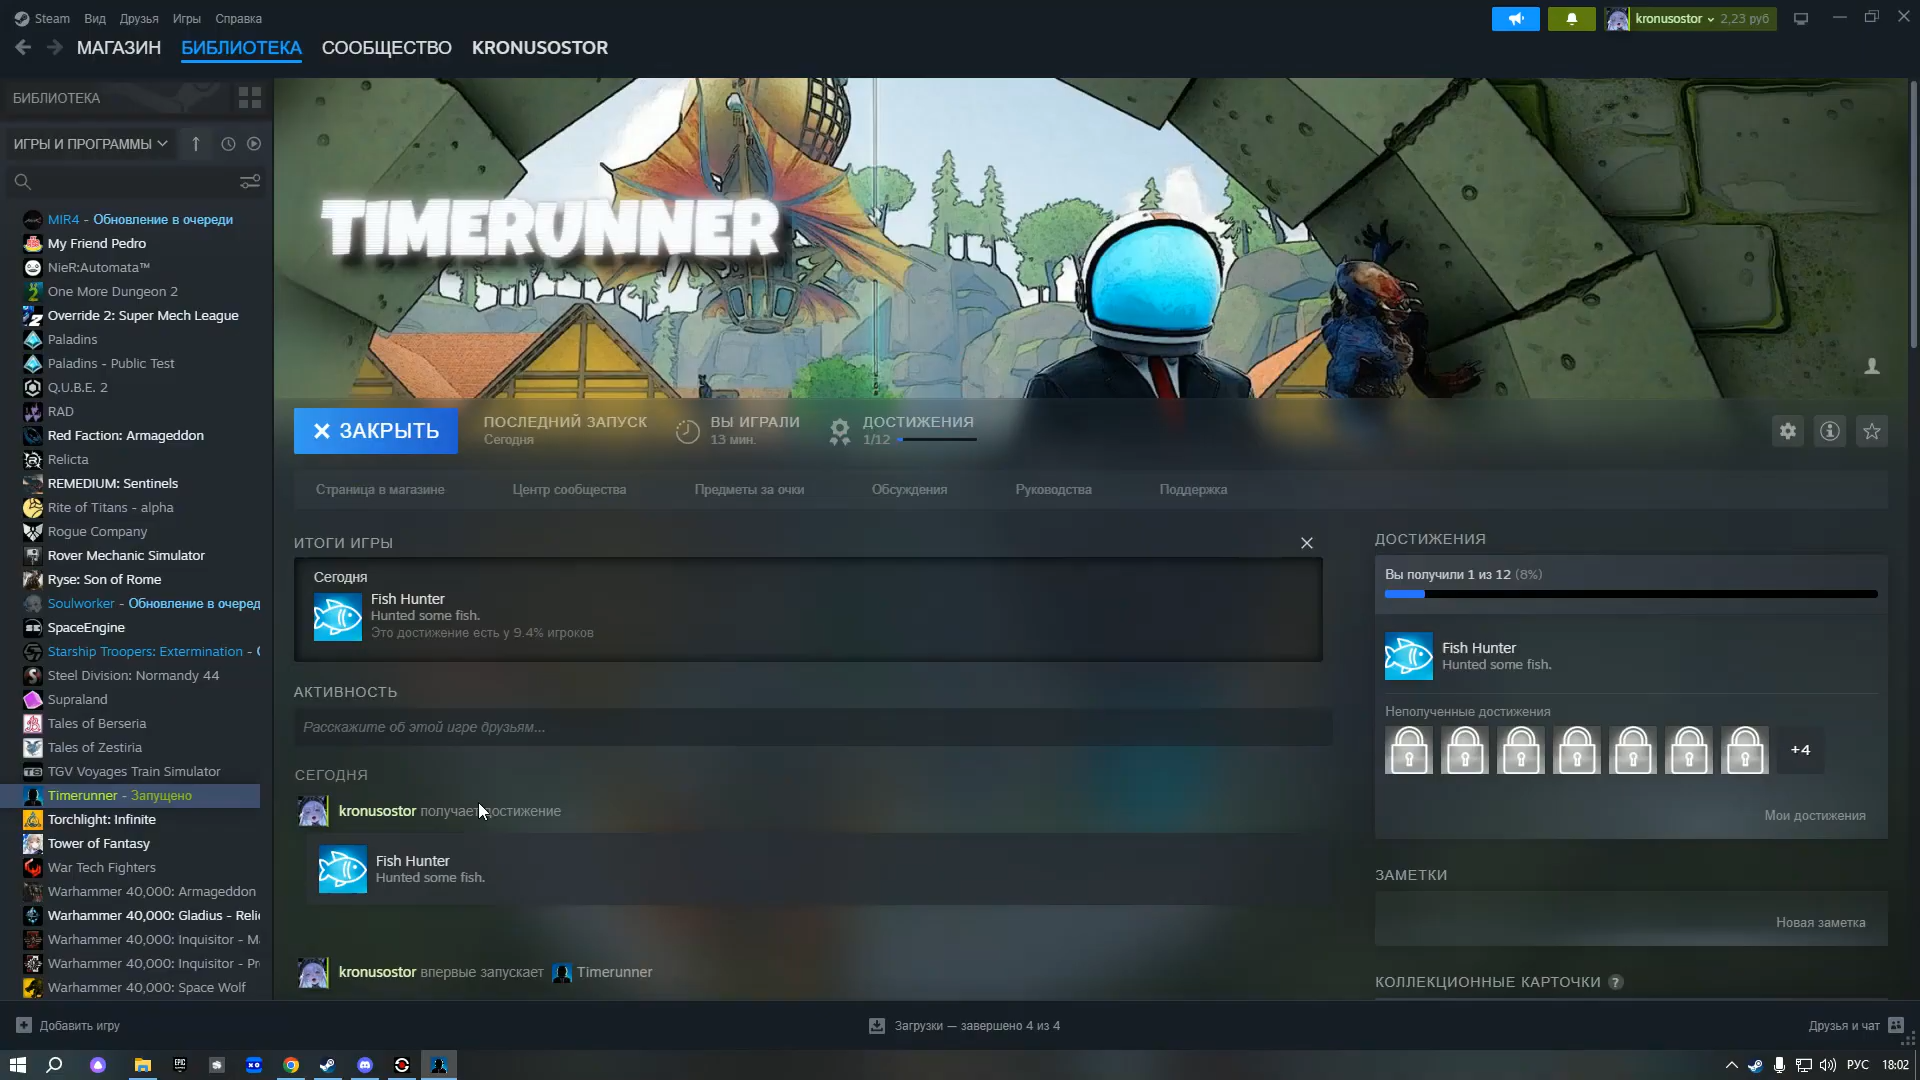 Steam Вид Друзья Игры Справка
kronusostor 2,23 руб
МАГАЗИН БИБЛИОТЕКА СООБЩЕСТВО KRONUSOSTOR
БИБЛИОТЕКА
ИГРЫ И ПРОГРАММЫ
MIR4 - Обновление в очереди
My Friend Pedro
NieR:Automata™
One More Dungeon 2
Override 2: Super Mech League
Paladins
Paladins - Public Test
Q.U.B.E. 2
RAD
Red Faction: Armageddon
Relicta
REMEDIUM: Sentinels
Rite of Titans - alpha
Rogue Company
Rover Mechanic Simulator
Ryse: Son of Rome
Soulworker - Обновление в очеред
SpaceEngine
Starship Troopers: Extermination -
Steel Division: Normandy 44
Supraland
Tales of Berseria
Tales of Zestiria
TGV Voyages Train Simulator
Timerunner - Запущено
Torchlight: Infinite
Tower of Fantasy
War Tech Fighters
Warhammer 40,000: Armageddon
Warhammer 40,000: Gladius - Reli
Warhammer 40,000: Inquisitor - M
Warhammer 40,000: Inquisitor - Pr
Warhammer 40,000: Space Wolf
TIMERUNNER
ЗАКРЫТЬ
ПОСЛЕДНИЙ ЗАПУСК
Сегодня
ВЫ ИГРАЛИ
13 мин.
ДОСТИЖЕНИЯ
1/12
Страница в магазине Центр сообщества Предметы за очки Обсуждения Руководства Поддержка
ИТОГИ ИГРЫ
Сегодня
Fish Hunter
Hunted some fish.
Это достижение есть у 9.4% игроков
АКТИВНОСТЬ
Расскажите об этой игре друзьям...
СЕГОДНЯ
kronusostor получает достижение
Fish Hunter
Hunted some fish.
kronusostor впервые запускает Timerunner
ДОСТИЖЕНИЯ
Вы получили 1 из 12 (8%)
Fish Hunter
Hunted some fish.
Неполученные достижения
+4
Мои достижения
ЗАМЕТКИ
Новая заметка
КОЛЛЕКЦИОННЫЕ КАРТОЧКИ ?
Добавить игру
Загрузки — завершено 4 из 4
Друзья и чат
EPIC
XO
РУС 18:02